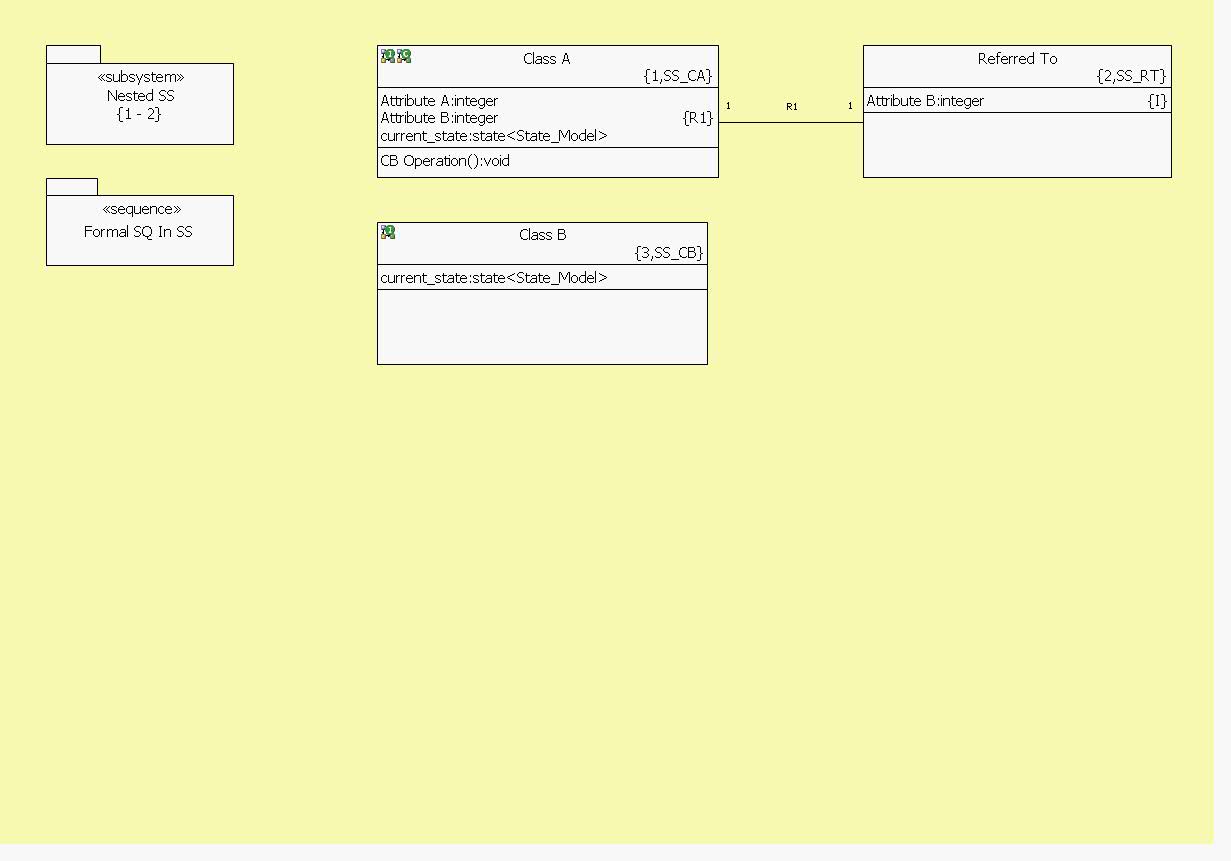 «subsystem»
Nested SS
{1 - 2}
«sequence»
Formal SQ In SS
Class A
{1,SS_CA}
Attribute A:integer
Attribute B:integer {R1}
current_state:state<State_Model>
CB Operation():void
1 R1 1
Referred To
{2,SS_RT}
Attribute B:integer {I}
Class B
{3,SS_CB}
current_state:state<State_Model>